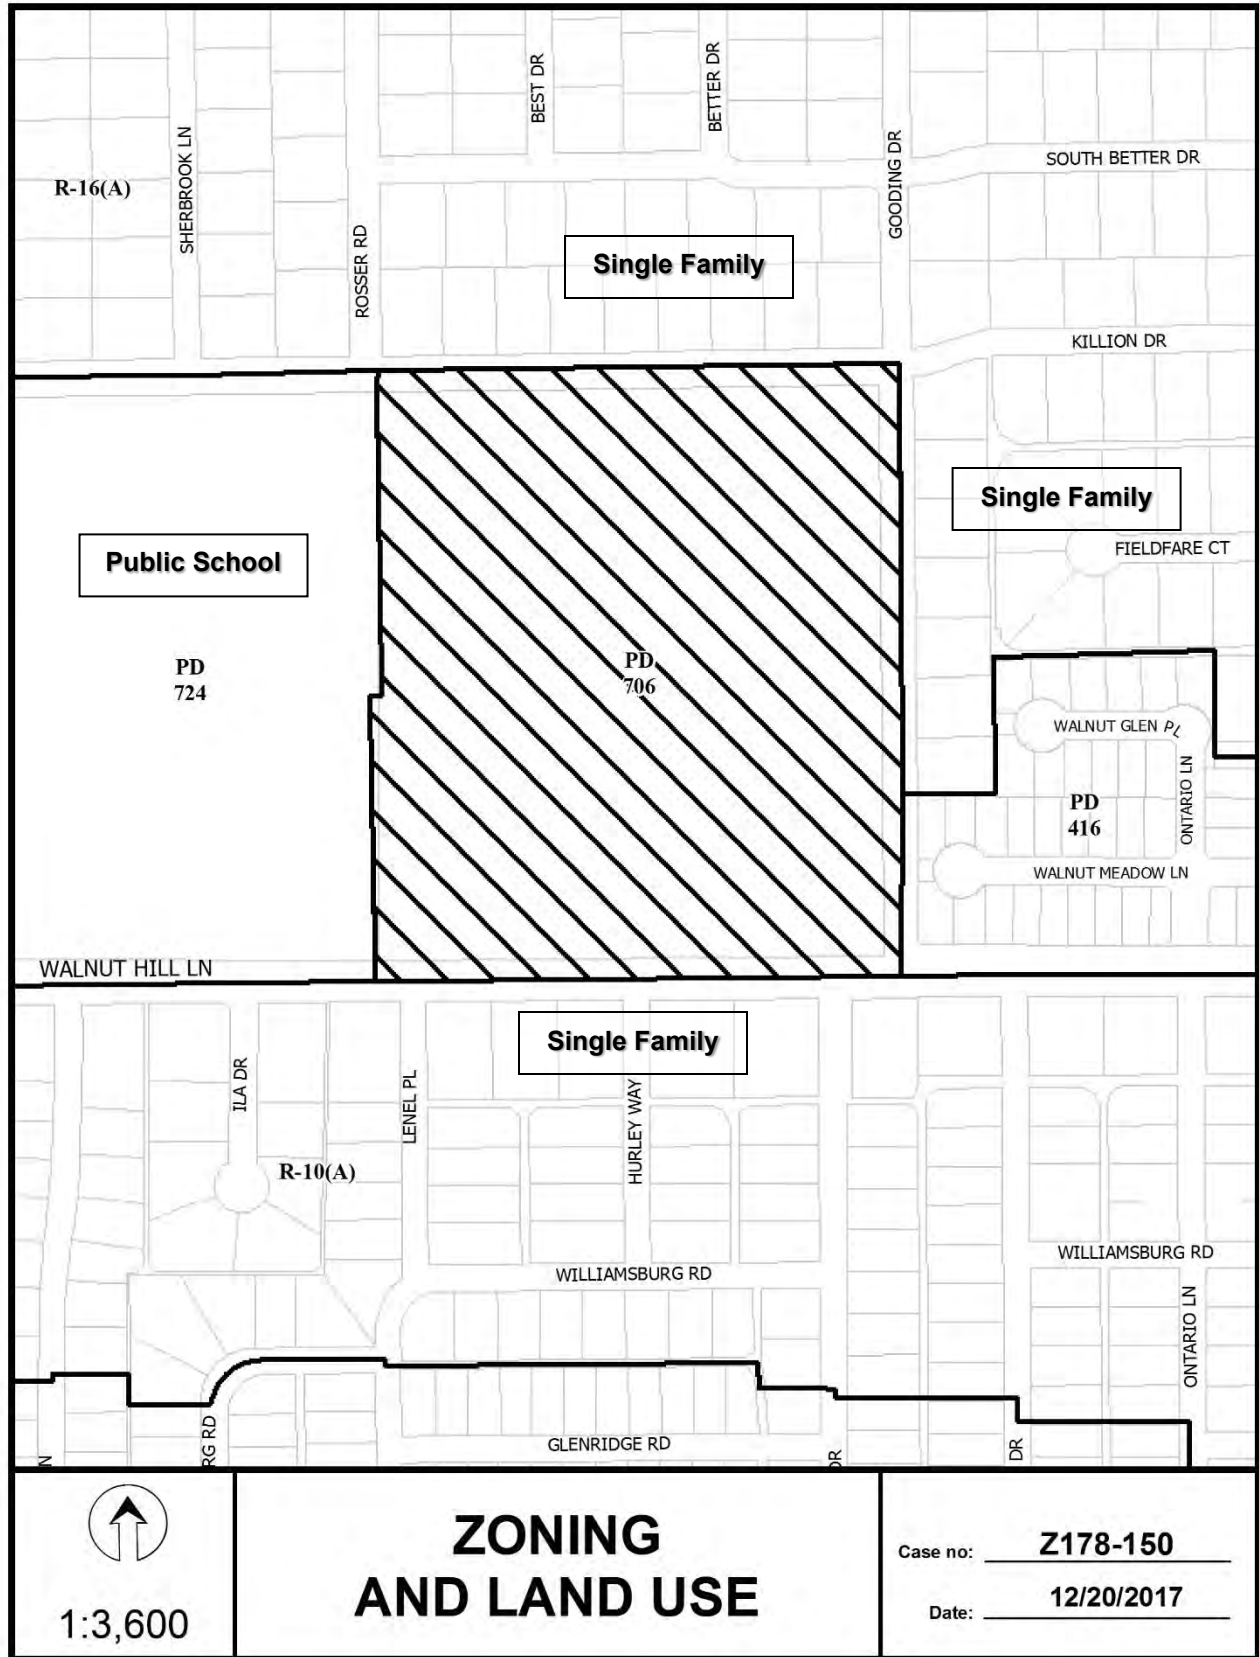 BEST DR
BETTER DR
SHERBROOK LN
GOODING DR
SOUTH BETTER DR
R-16(A)
ROSSER RD
Single Family
KILLION DR
Single Family
Public School
FIELDFARE CT
PD
724
PD
706
WALNUT GLEN PL
ONTARIO LN
PD
416
WALNUT MEADOW LN
WALNUT HILL LN
Single Family
ILA DR
LENEL PL
HURLEY WAY
R-10(A)
WILLIAMSBURG RD
WILLIAMSBURG RD
ONTARIO LN
RG RD
GLENRIDGE RD
N
DR
DR
1:3,600
ZONING
AND LAND USE
Case no: Z178-150
Date: 12/20/2017